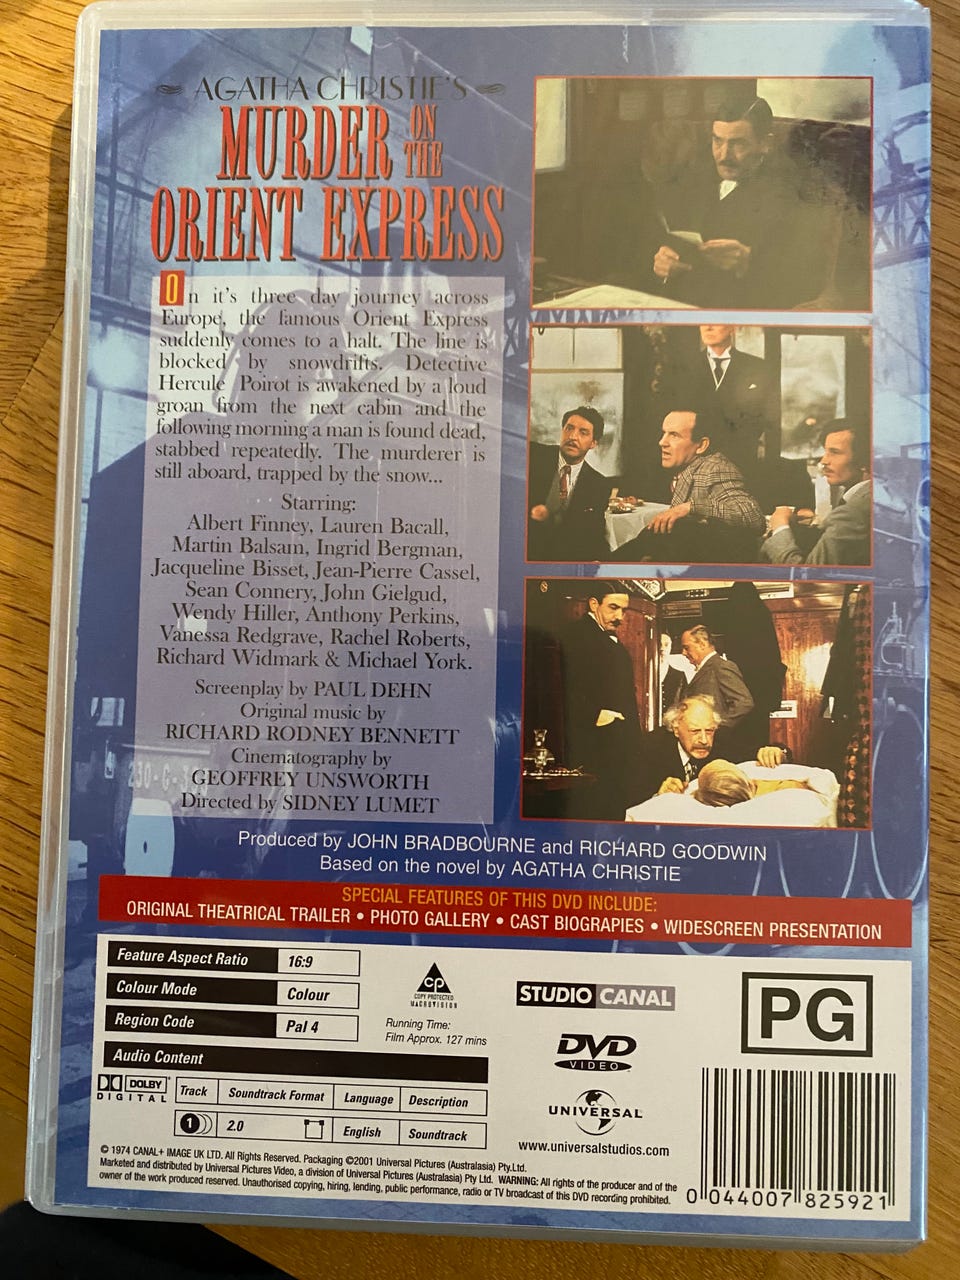 AGATHA CHRISTIE'S
MURDER ON THE
ORIENT EXPRESS
On it's three day journey across
Europe, the famous Orient Express
suddenly comes to a halt. The line is
blocked by snowdrifts. Detective
Hercule Poirot is awakened by a loud
groan from the next cabin and the
following morning a man is found dead,
stabbed repeatedly. The murderer is
still aboard, trapped by the snow...
Starring:
Albert Finney, Lauren Bacall,
Martin Balsam, Ingrid Bergman,
Jacqueline Bisset, Jean-Pierre Cassel,
Sean Connery, John Gielgud,
Wendy Hiller, Anthony Perkins,
Vanessa Redgrave, Rachel Roberts,
Richard Widmark & Michael York.
Screenplay by PAUL DEHN
Original music by
RICHARD RODNEY BENNETT
Cinematography by
GEOFFREY UNSWORTH
Directed by SIDNEY LUMET
Produced by JOHN BRADBOURNE and RICHARD GOODWIN
Based on the novel by AGATHA CHRISTIE
SPECIAL FEATURES OF THIS DVD INCLUDE:
ORIGINAL THEATRICAL TRAILER • PHOTO GALLERY • CAST BIOGRAPIES • WIDESCREEN PRESENTATION
Feature Aspect Ratio 16:9
Colour Mode Colour
Region Code Pal 4
cp
COPY PROTECTED
MACROVISION
Running Time:
Film Approx. 127 mins
STUDIO CANAL
DVD
VIDEO
UNIVERSAL
www.universalstudios.com
PG
Audio Content
DOLBY
DIGITAL
Track Soundtrack Format Language Description
1 2.0 English Soundtrack
© 1974 CANAL+ IMAGE UK LTD. All Rights Reserved. Packaging ©2001 Universal Pictures (Australasia) Pty.Ltd.
Marketed and distributed by Universal Pictures Video, a division of Universal Pictures (Australasia) Pty Ltd. WARNING: All rights of the producer and of the
owner of the work produced reserved. Unauthorised copying, hiring, lending, public performance, radio or TV broadcast of this DVD recording prohibited.
0 044007 825921